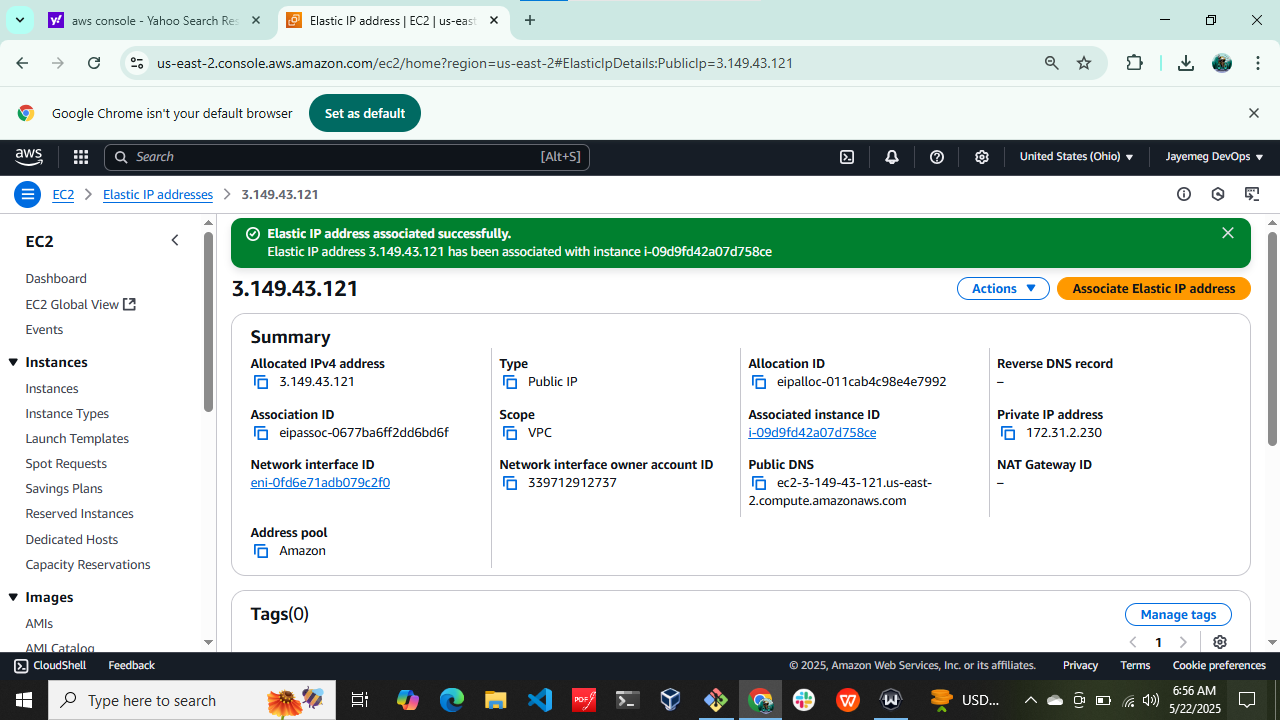 aws console - Yahoo Search Res
Elastic IP address | EC2 | us-east
us-east-2.console.aws.amazon.com/ec2/home?region=us-east-2#ElasticIpDetails:PublicIp=3.149.43.121
Google Chrome isn't your default browser
Set as default
aws
Search
[Alt+S]
United States (Ohio)
Jayemeg DevOps
EC2
Elastic IP addresses
3.149.43.121
EC2
Dashboard
EC2 Global View
Events
Instances
Instances
Instance Types
Launch Templates
Spot Requests
Savings Plans
Reserved Instances
Dedicated Hosts
Capacity Reservations
Images
AMIs
AMI Catalog
Elastic IP address associated successfully.
Elastic IP address 3.149.43.121 has been associated with instance i-09d9fd42a07d758ce
3.149.43.121
Actions
Associate Elastic IP address
Summary
Allocated IPv4 address
3.149.43.121
Type
Public IP
Allocation ID
eipalloc-011cab4c98e4e7992
Reverse DNS record
–
Association ID
eipassoc-0677ba6ff2dd6bd6f
Scope
VPC
Associated instance ID
i-09d9fd42a07d758ce
Private IP address
172.31.2.230
Network interface ID
eni-0fd6e71adb079c2f0
Network interface owner account ID
339712912737
Public DNS
ec2-3-149-43-121.us-east-
2.compute.amazonaws.com
NAT Gateway ID
–
Address pool
Amazon
Tags(0)
Manage tags
1
CloudShell
Feedback
© 2025, Amazon Web Services, Inc. or its affiliates.
Privacy
Terms
Cookie preferences
Type here to search
USD...
6:56 AM
5/22/2025